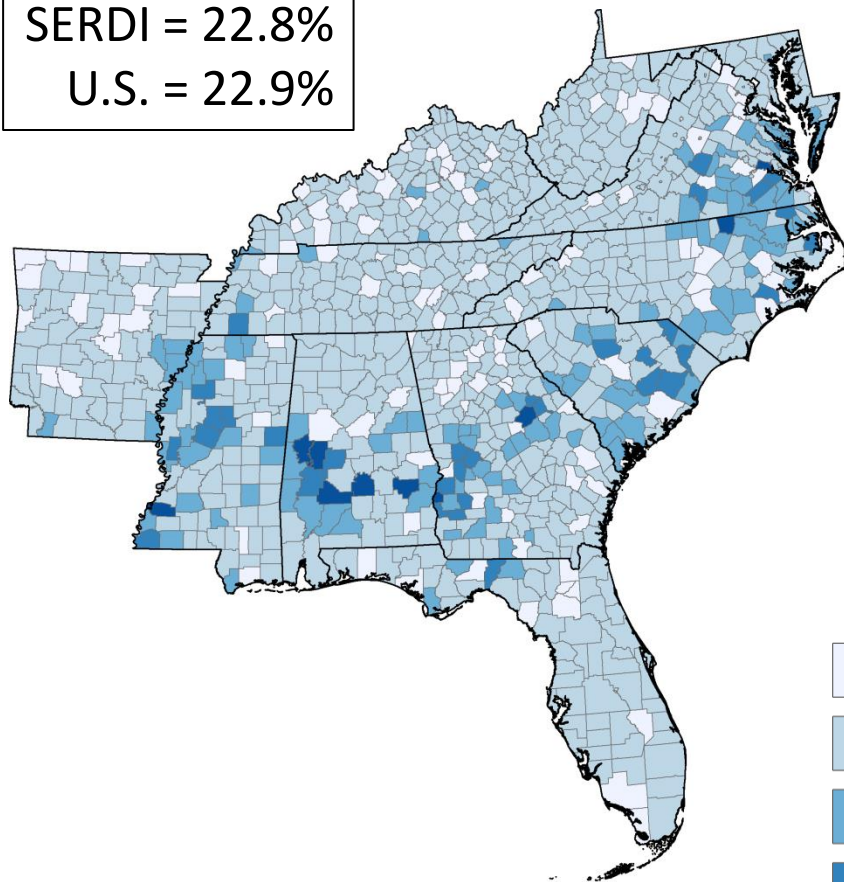 SERDI = 22.8%
U.S. = 22.9%